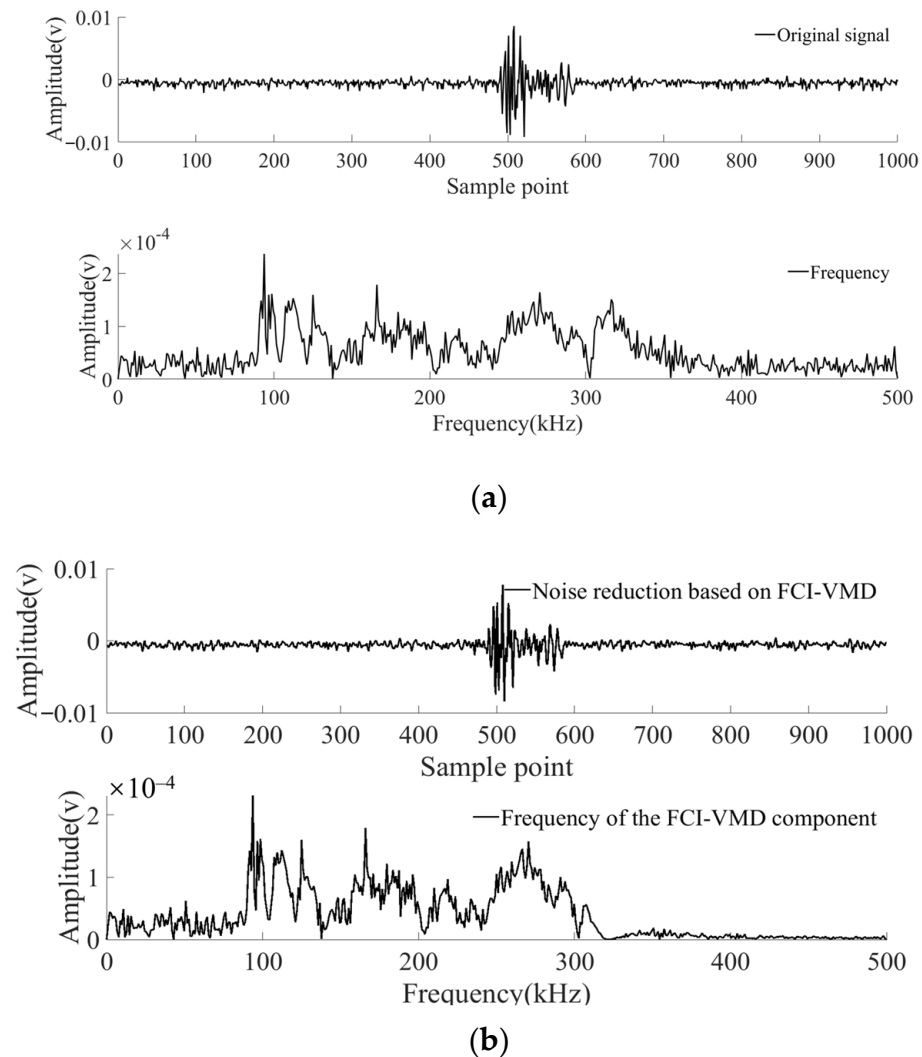 0.01
Original signal
0
−0.01
Amplitude(v)
0 100 200 300 400 500 600 700 800 900 1000
Sample point
×10⁻⁴
Frequency
2
1
0
Amplitude(v)
0 100 200 300 400 500
Frequency(kHz)
(a)
0.01
Noise reduction based on FCI-VMD
0
−0.01
Amplitude(v)
0 100 200 300 400 500 600 700 800 900 1000
Sample point
×10⁻⁴
Frequency of the FCI-VMD component
2
1
0
Amplitude(v)
0 100 200 300 400 500
Frequency(kHz)
(b)